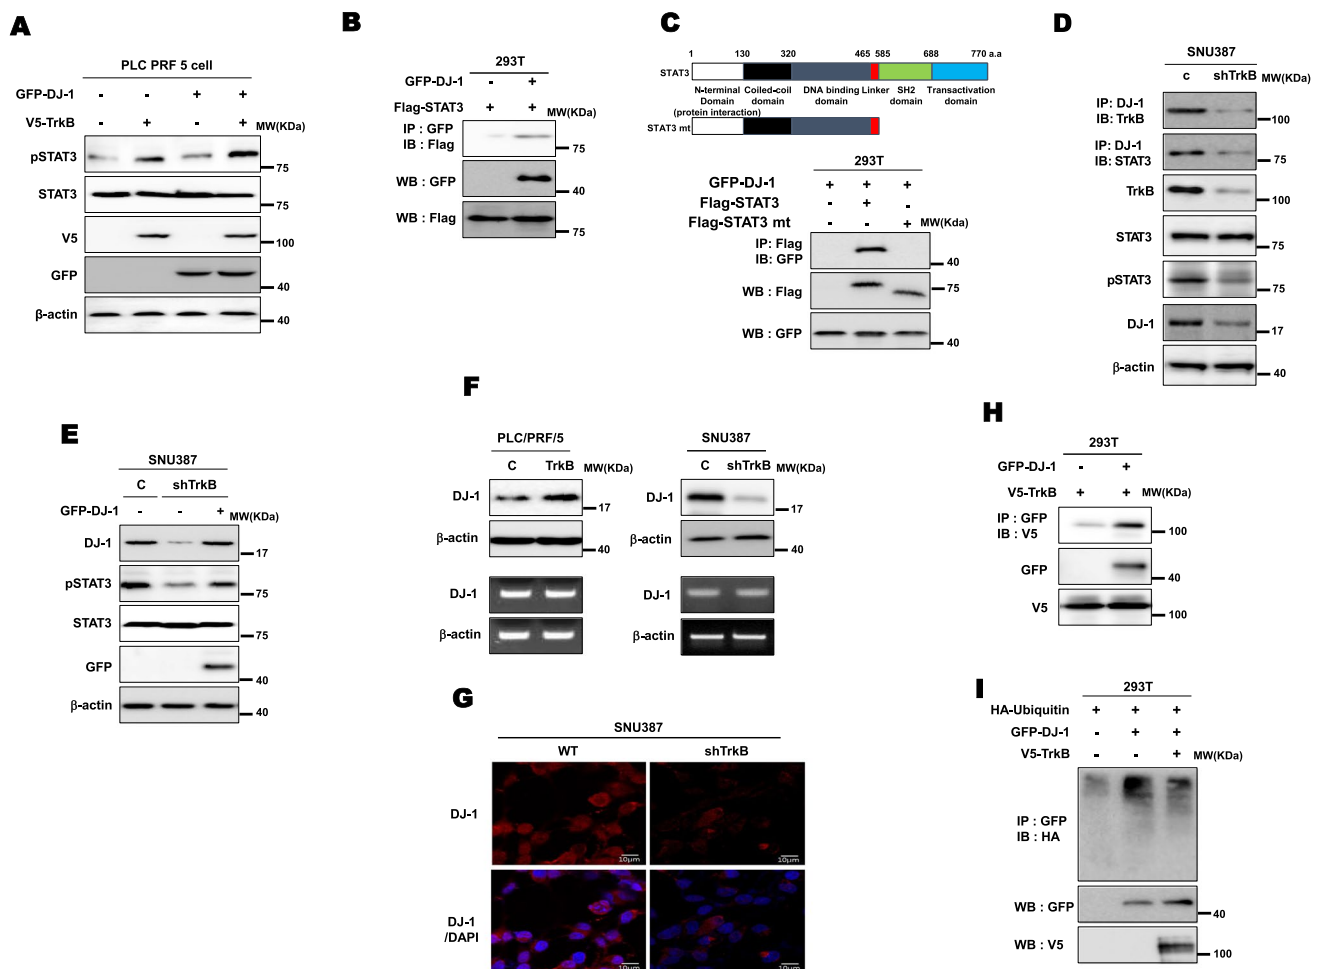 A
PLC PRF 5 cell
GFP-DJ-1 - - + +
V5-TrkB - + - + MW(KDa)
pSTAT3
75
STAT3
V5
100
GFP
40
β-actin
40
B
293T
GFP-DJ-1 - +
Flag-STAT3 + + MW(KDa)
IP : GFP
IB : Flag
75
WB : GFP
40
WB : Flag
75
C
1 130 320 465 585 688 770 a.a
STAT3
N-terminal Coiled-coil DNA binding Linker SH2 Transactivation
Domain domain domain domain domain
(protein interaction)
STAT3 mt
293T
GFP-DJ-1 + + +
Flag-STAT3 - + -
Flag-STAT3 mt - - + MW(Kda)
IP: Flag
IB: GFP
40
WB : Flag
75
WB : GFP
40
D
SNU387
c shTrkB MW(KDa)
IP: DJ-1
IB: TrkB
100
IP: DJ-1
IB: STAT3
75
TrkB
100
STAT3
75
pSTAT3
75
DJ-1
17
β-actin
40
E
SNU387
C shTrkB
GFP-DJ-1 - - + MW(KDa)
DJ-1
17
pSTAT3
75
STAT3
75
GFP
40
β-actin
40
F
PLC/PRF/5
C TrkB MW(KDa)
DJ-1
17
β-actin
40
DJ-1
β-actin
SNU387
C shTrkB MW(KDa)
DJ-1
17
β-actin
40
DJ-1
β-actin
G
SNU387
WT shTrkB
DJ-1
10μm 10μm
DJ-1
/DAPI
10μm 10μm
H
293T
GFP-DJ-1 - +
V5-TrkB + + MW(KDa)
IP : GFP
IB : V5
100
GFP
40
V5
100
I
293T
HA-Ubiquitin + + +
GFP-DJ-1 - + +
V5-TrkB - - + MW(KDa)
IP : GFP
IB : HA
WB : GFP
40
WB : V5
100